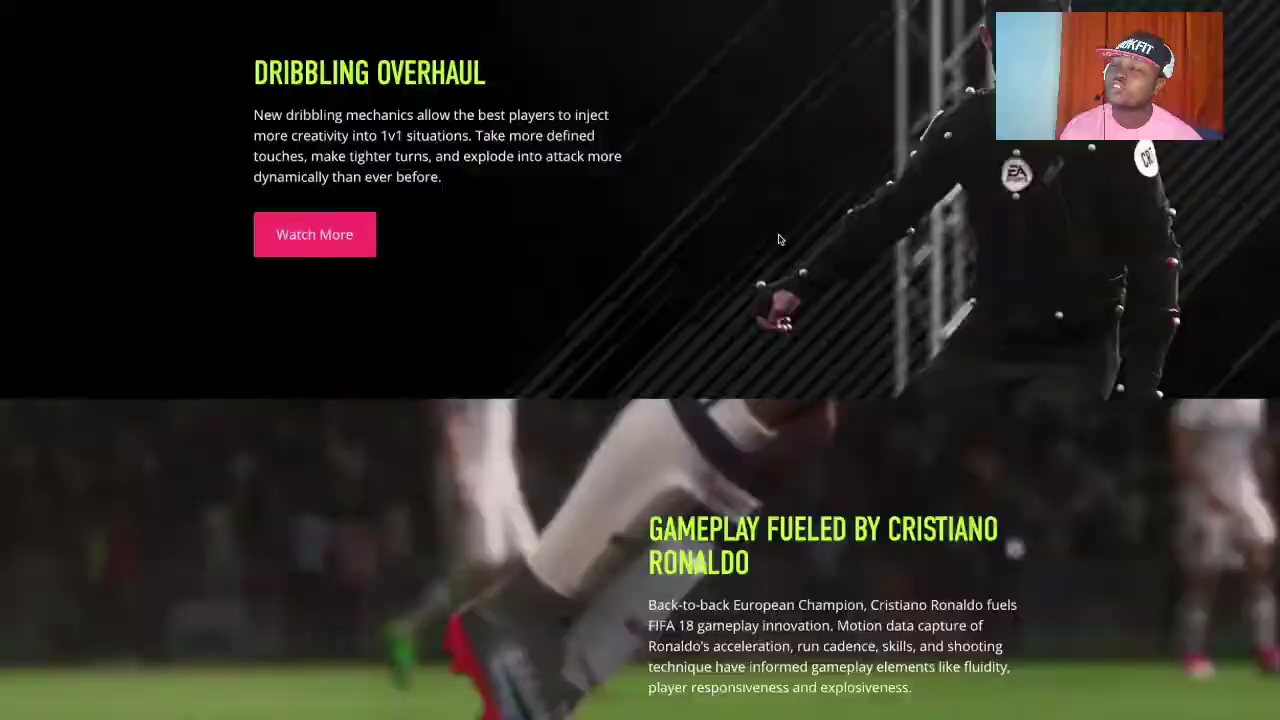 DRIBBLING OVERHAUL
New dribbling mechanics allow the best players to inject
more creativity into 1v1 situations. Take more defined
touches, make tighter turns, and explode into attack more
dynamically than ever before.
Watch More
EA
SPORTS
GAMEPLAY FUELED BY CRISTIANO
RONALDO
Back-to-back European Champion, Cristiano Ronaldo fuels
FIFA 18 gameplay innovation. Motion data capture of
Ronaldo's acceleration, run cadence, skills, and shooting
technique have informed gameplay elements like fluidity,
player responsiveness and explosiveness.